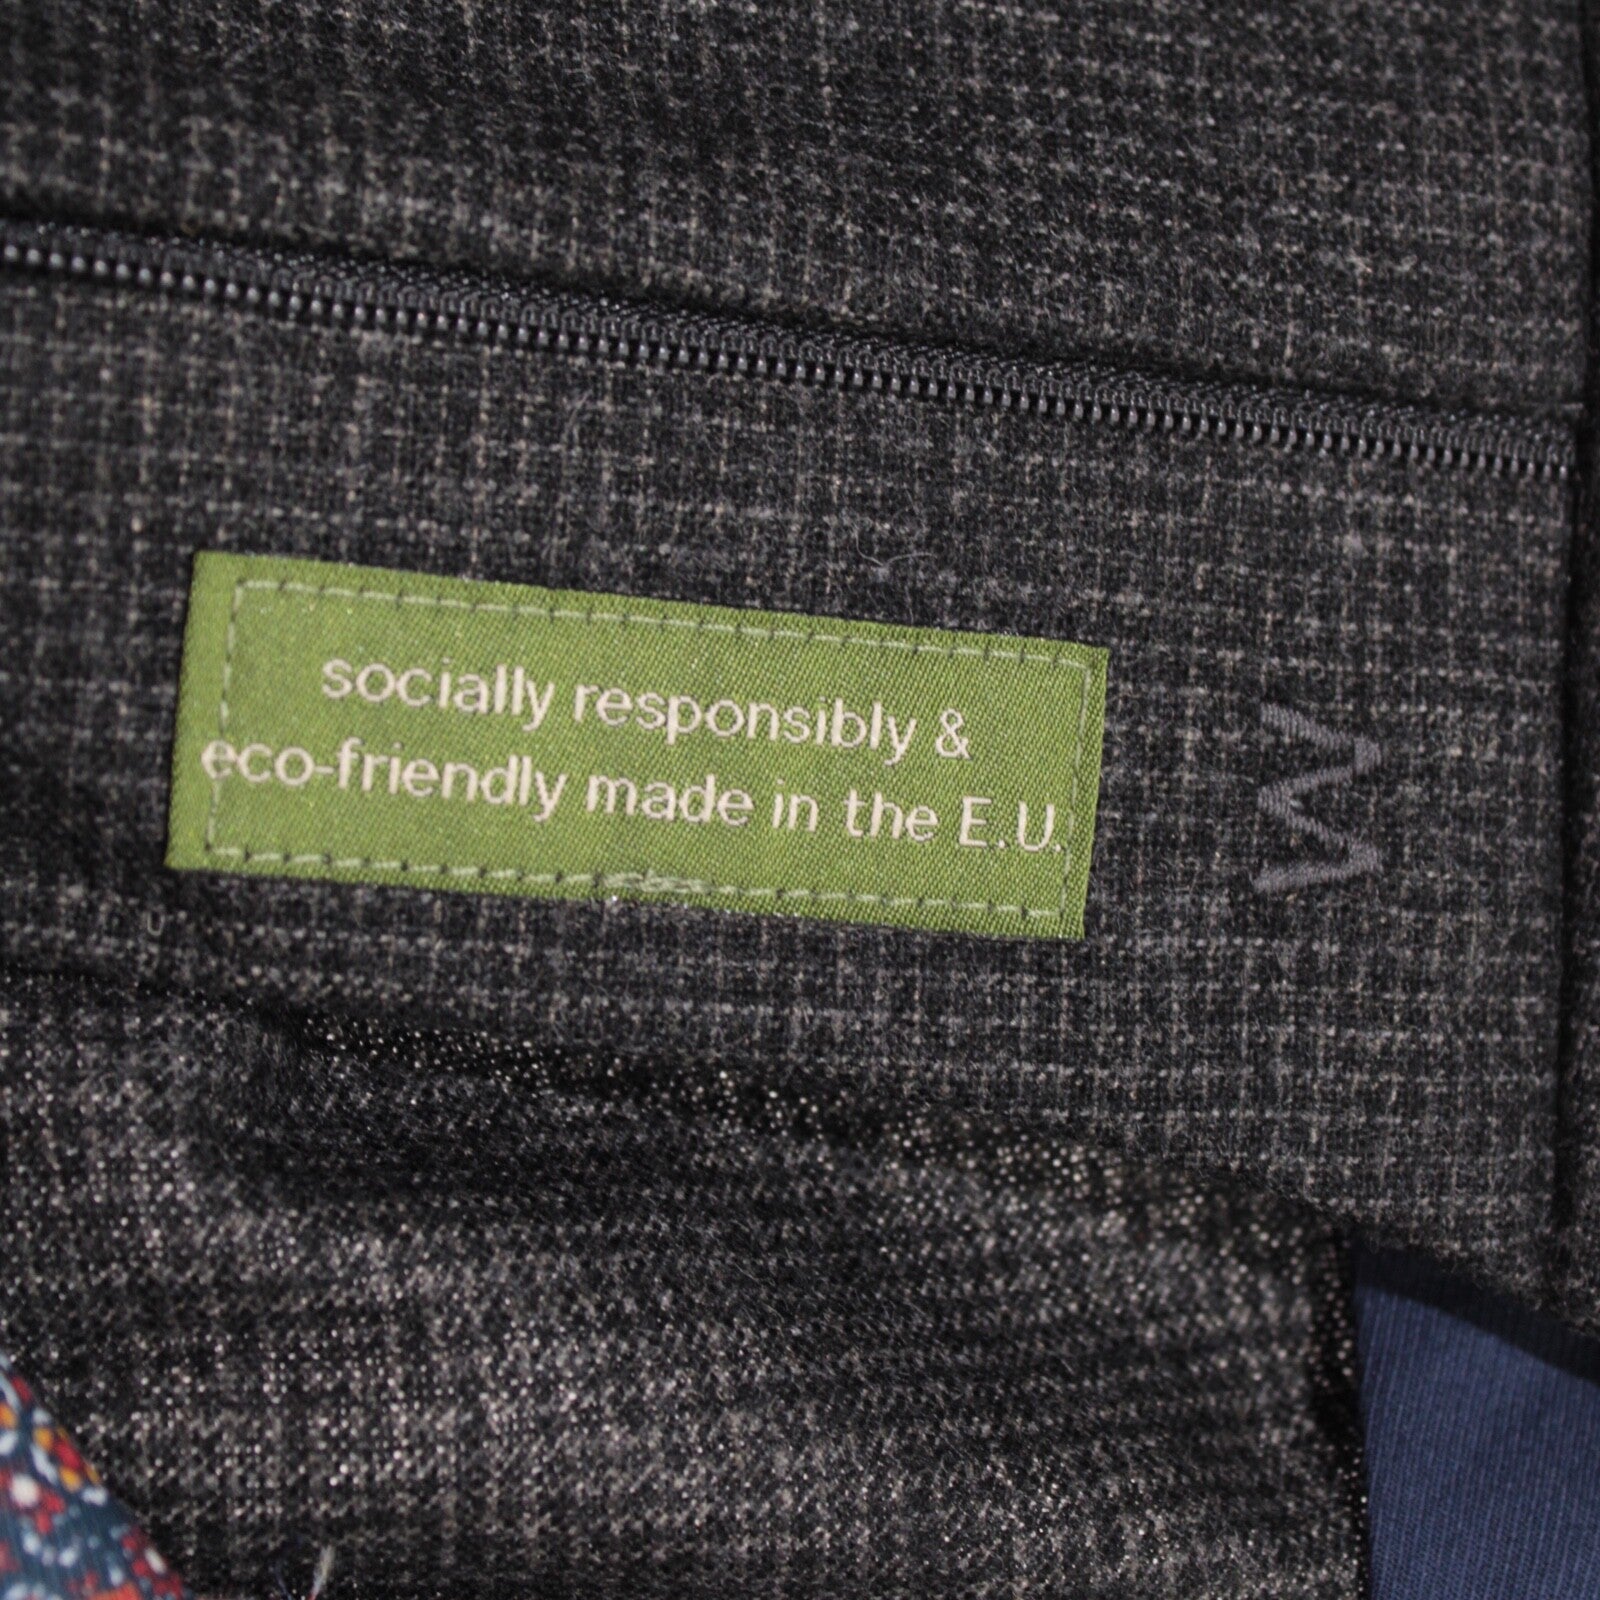 socially responsibly &
eco-friendly made in the E.U.
M